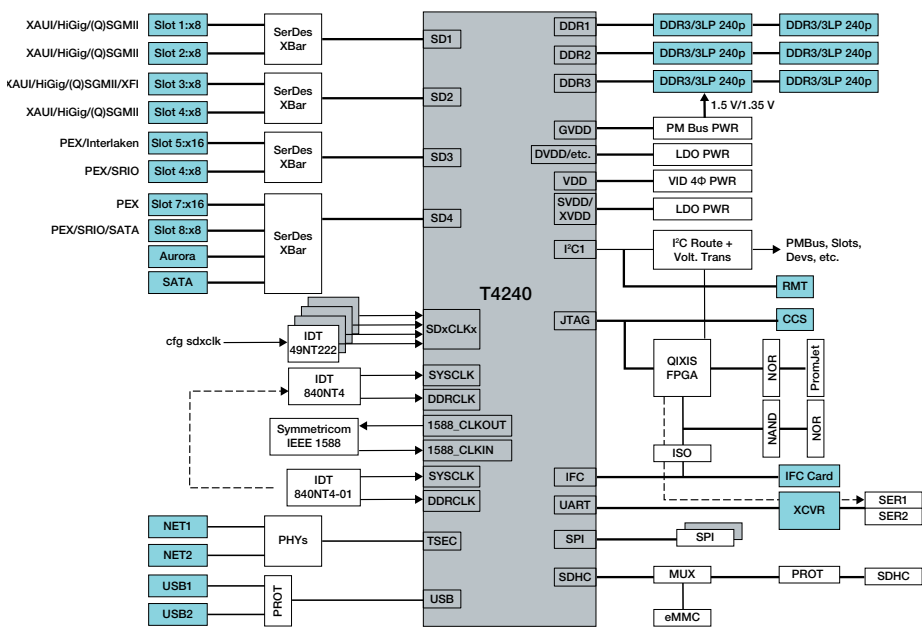 XAUI/HiGig/(Q)SGMII
Slot 1:x8
XAUI/HiGig/(Q)SGMII
Slot 2:x8
SerDes
XBar
SD1
XAUI/HiGig/(Q)SGMII/XFI
Slot 3:x8
XAUI/HiGig/(Q)SGMII
Slot 4:x8
SerDes
XBar
SD2
PEX/Interlaken
Slot 5:x16
PEX/SRIO
Slot 4:x8
SerDes
XBar
SD3
PEX
Slot 7:x16
PEX/SRIO/SATA
Slot 8:x8
Aurora
SATA
SerDes
XBar
SD4
cfg sdxclk
IDT
49NT222
SDxCLKx
IDT
840NT4
SYSCLK
DDRCLK
Symmetricom
IEEE 1588
1588_CLKOUT
1588_CLKIN
IDT
840NT4-01
SYSCLK
DDRCLK
NET1
NET2
PHYs
TSEC
USB1
USB2
PROT
USB
T4240
DDR1
DDR3/3LP 240p
DDR3/3LP 240p
DDR2
DDR3/3LP 240p
DDR3/3LP 240p
DDR3
DDR3/3LP 240p
DDR3/3LP 240p
1.5 V/1.35 V
GVDD
PM Bus PWR
DVDD/etc.
LDO PWR
VDD
VID 4Φ PWR
SVDD/
XVDD
LDO PWR
I²C1
I²C Route +
Volt. Trans
PMBus, Slots,
Devs, etc.
RMT
JTAG
CCS
QIXIS
FPGA
NOR
PromJet
NAND
NOR
ISO
IFC
IFC Card
UART
XCVR
SER1
SER2
SPI
SPI
SDHC
MUX
PROT
SDHC
eMMC